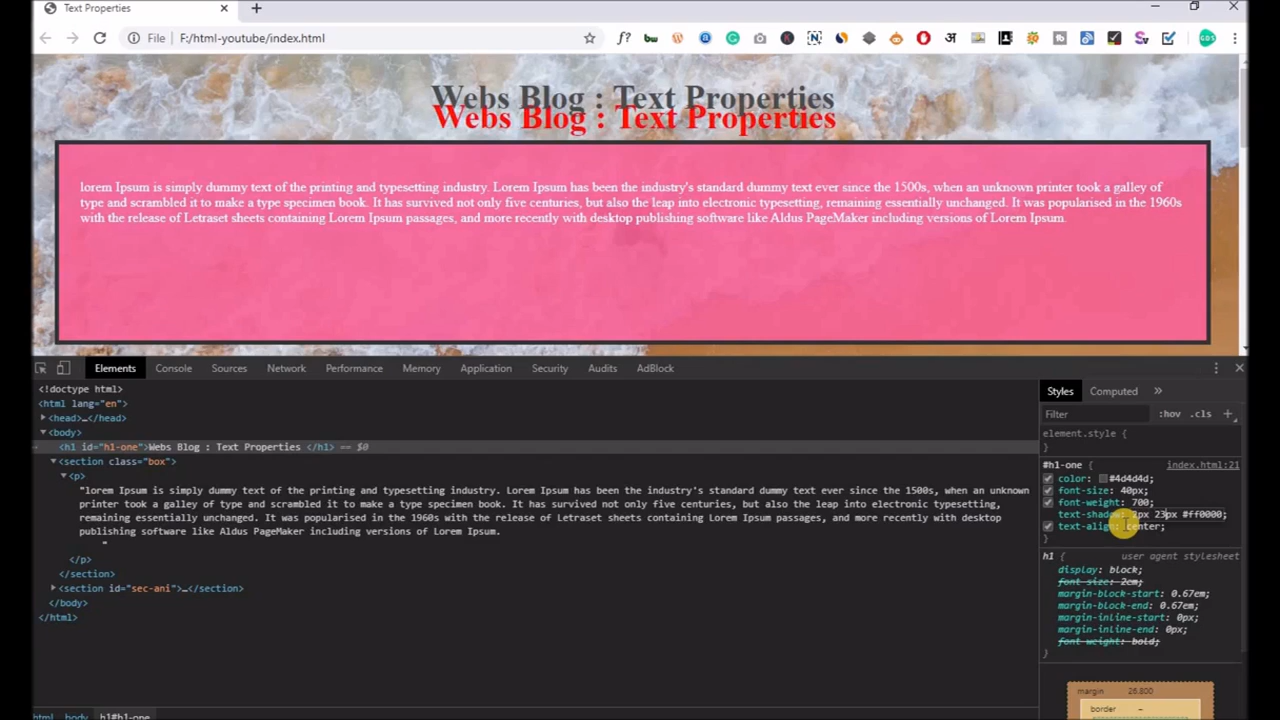 Text Properties
File F:/html-youtube/index.html
Webs Blog : Text Properties
Webs Blog : Text Properties
lorem Ipsum is simply dummy text of the printing and typesetting industry. Lorem Ipsum has been the industry's standard dummy text ever since the 1500s, when an unknown printer took a galley of
type and scrambled it to make a type specimen book. It has survived not only five centuries, but also the leap into electronic typesetting, remaining essentially unchanged. It was popularised in the 1960s
with the release of Letraset sheets containing Lorem Ipsum passages, and more recently with desktop publishing software like Aldus PageMaker including versions of Lorem Ipsum.
Elements Console Sources Network Performance Memory Application Security Audits AdBlock
<!doctype html>
<html lang="en">
<head>…</head>
<body>
<h1 id="h1-one">Webs Blog : Text Properties </h1> == $0
<section class="box">
<p>
"lorem Ipsum is simply dummy text of the printing and typesetting industry. Lorem Ipsum has been the industry's standard dummy text ever since the 1500s, when an unknown
printer took a galley of type and scrambled it to make a type specimen book. It has survived not only five centuries, but also the leap into electronic typesetting,
remaining essentially unchanged. It was popularised in the 1960s with the release of Letraset sheets containing Lorem Ipsum passages, and more recently with desktop
publishing software like Aldus PageMaker including versions of Lorem Ipsum.
"
</p>
</section>
<section id="sec-ani">…</section>
</body>
</html>
html body h1#h1-one
Styles Computed »
Filter :hov .cls +
element.style {
}
#h1-one { index.html:21
color: #4d4d4d;
font-size: 40px;
font-weight: 700;
text-shadow: 2px 23px #ff0000;
text-align: center;
}
h1 { user agent stylesheet
display: block;
font-size: 2em;
margin-block-start: 0.67em;
margin-block-end: 0.67em;
margin-inline-start: 0px;
margin-inline-end: 0px;
font-weight: bold;
}
margin 26.800
border –